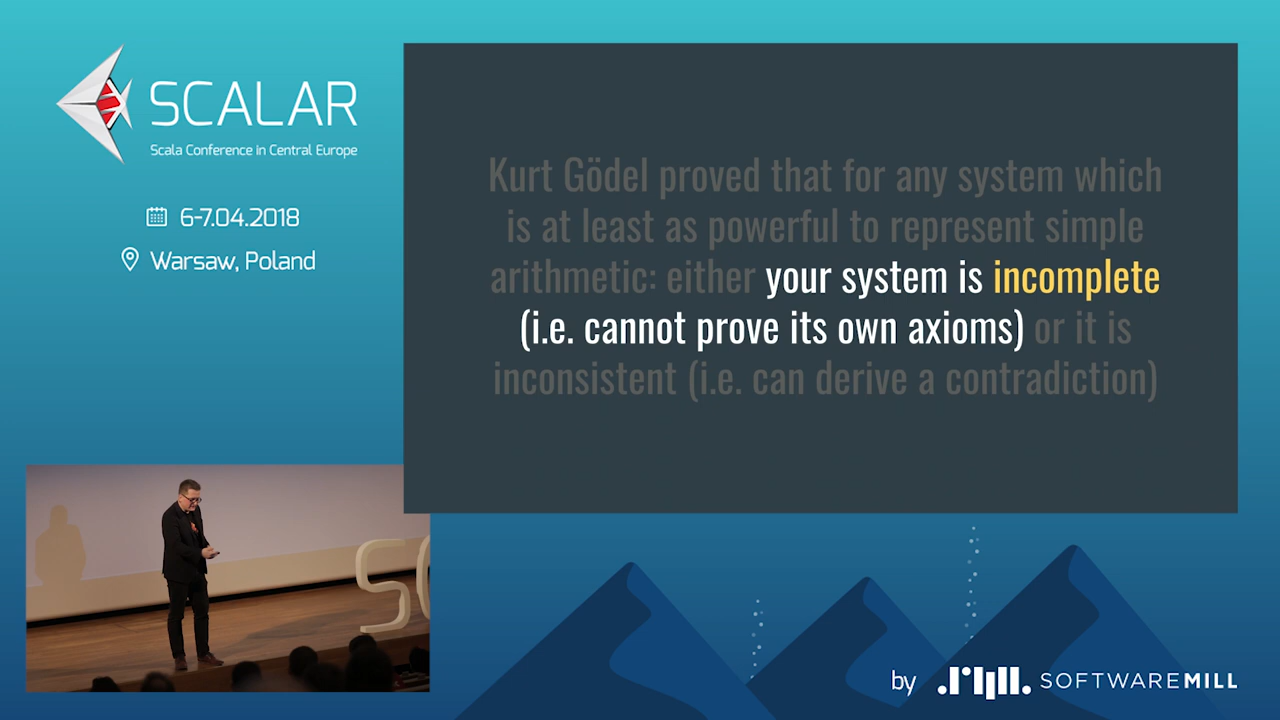 SCALAR
Scala Conference in Central Europe
6-7.04.2018
Warsaw, Poland
Kurt Gödel proved that for any system which
is at least as powerful to represent simple
arithmetic: either your system is incomplete
(i.e. cannot prove its own axioms) or it is
inconsistent (i.e. can derive a contradiction)
by SOFTWAREMILL